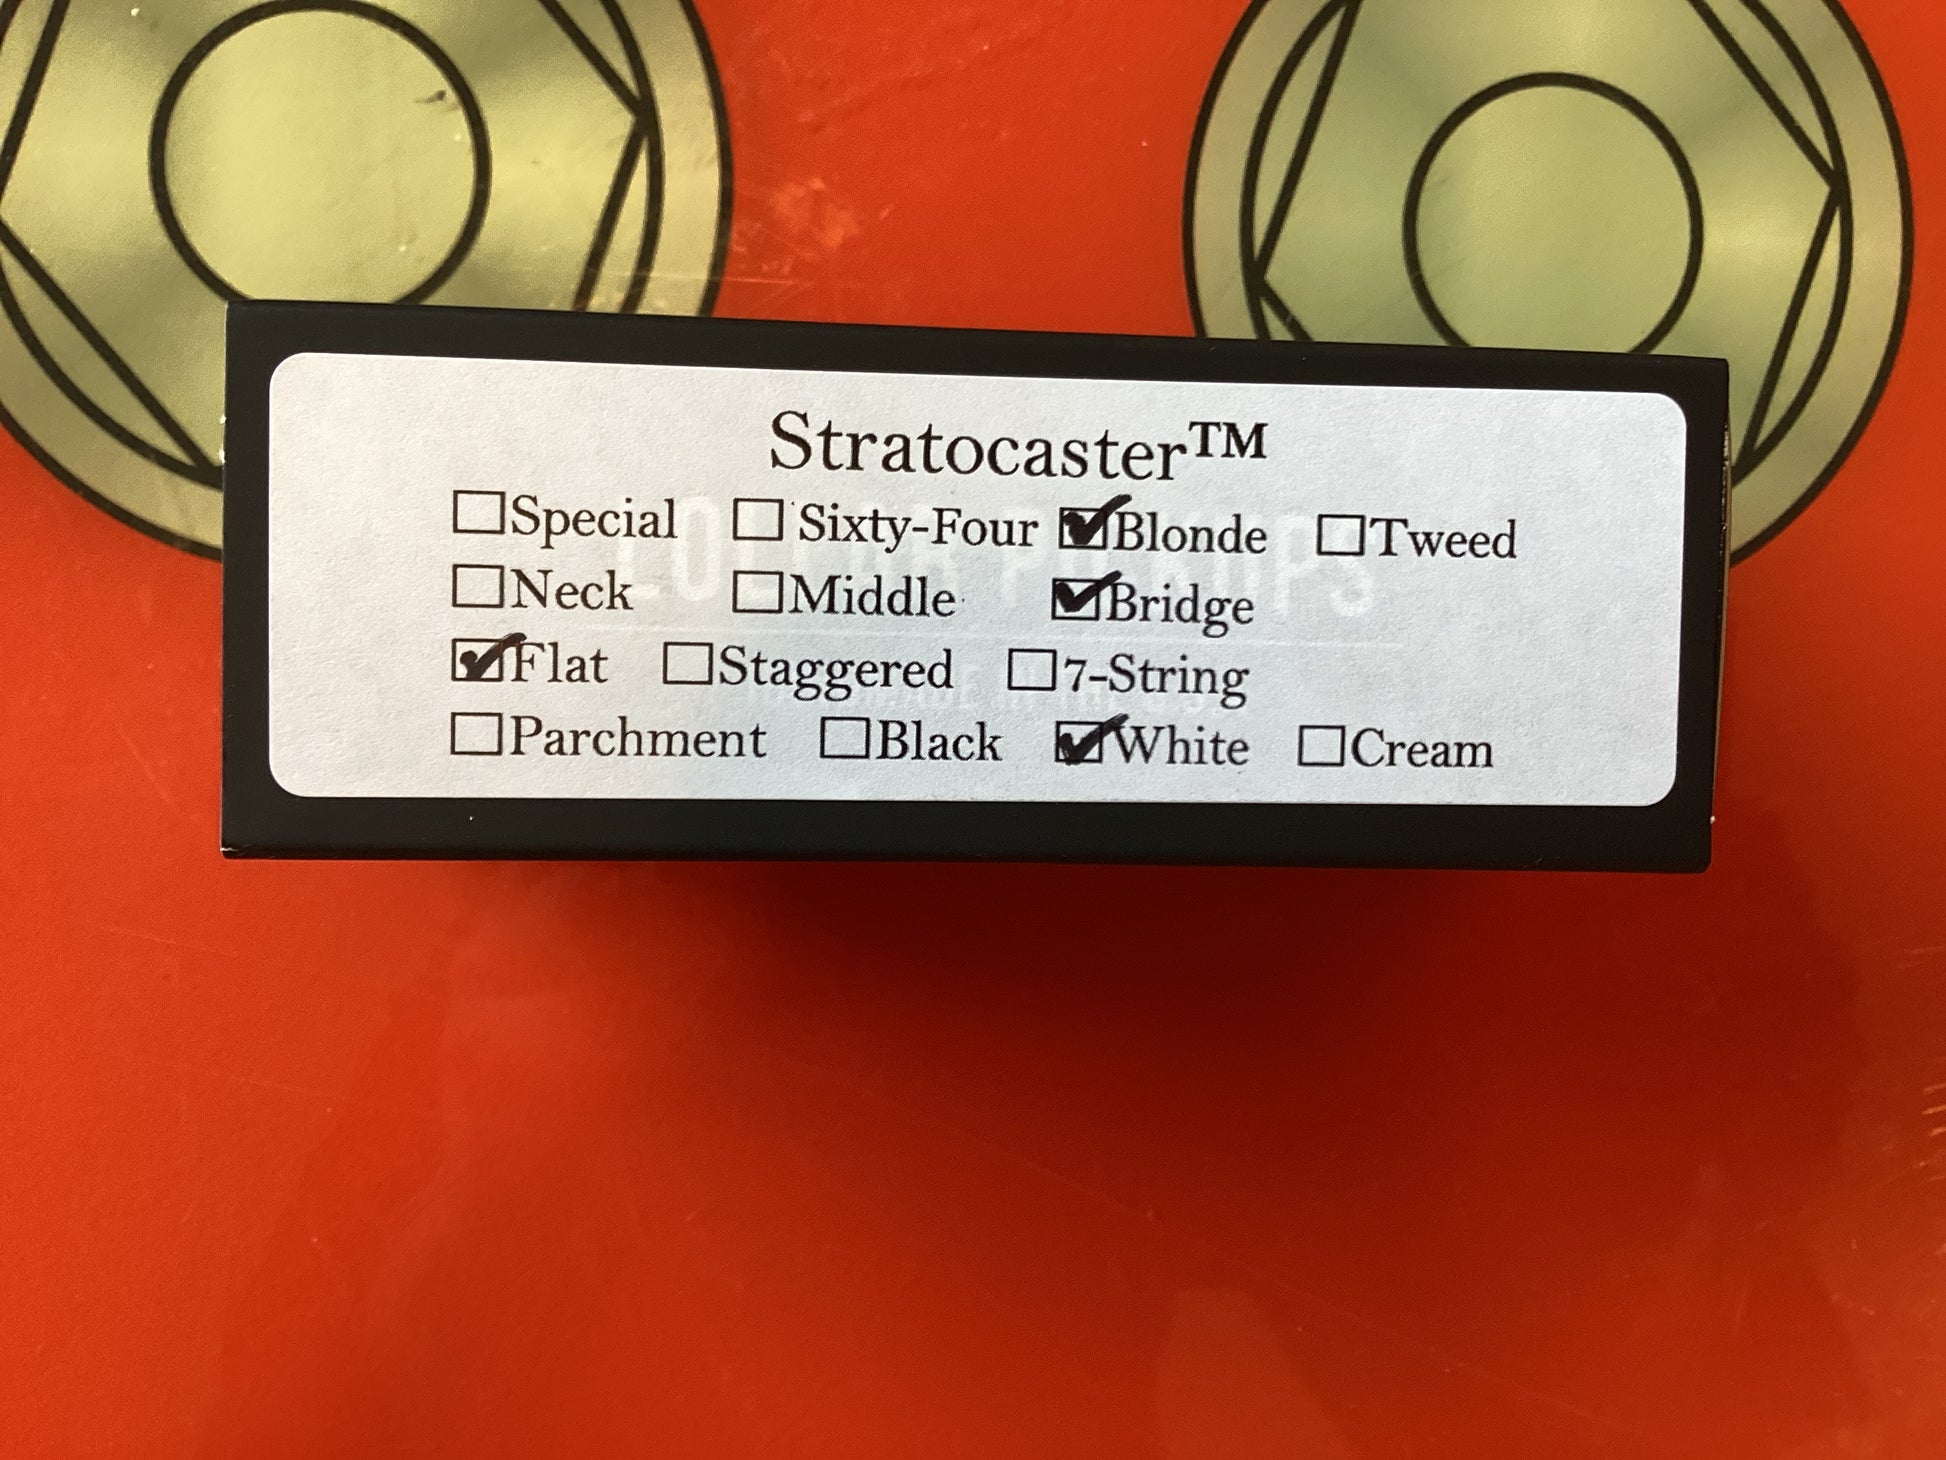 Stratocaster™
☐Special ☐ Sixty-Four ☑Blonde ☐Tweed
☐Neck ☐Middle ☑Bridge
☑Flat ☐Staggered ☐7-String
☐Parchment ☐Black ☑White ☐Cream